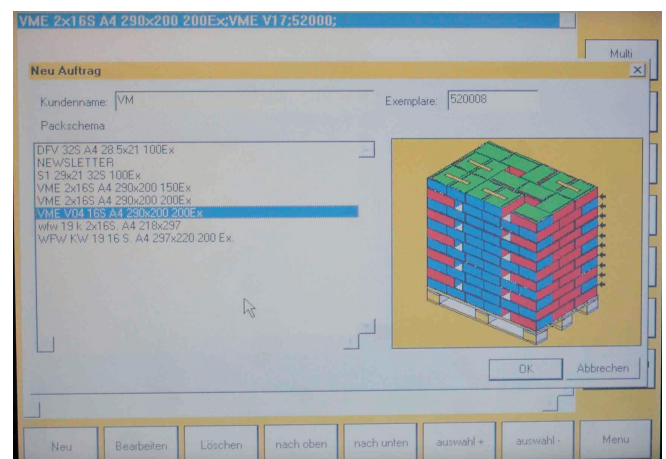 VME 2x16S A4 290x200 200Ex;VME V17;52000;
Multi
Neu Auftrag
Kundenname: VM
Exemplare: 520008
Packschema
DFV 32S A4 28.5x21 100Ex
NEWSLETTER
S1 29x21 32S 100Ex
VME 2x16S A4 290x200 150Ex
VME 2x16S A4 290x200 200Ex
VME V04 16S A4 290x200 200Ex
wfw 19 k 2x16S. A4 218x297
WFW KW 19 16 S. A4 297x220 200 Ex.
OK
Abbrechen
Neu
Bearbeiten
Löschen
nach oben
nach unten
auswahl +
auswahl -
Menu